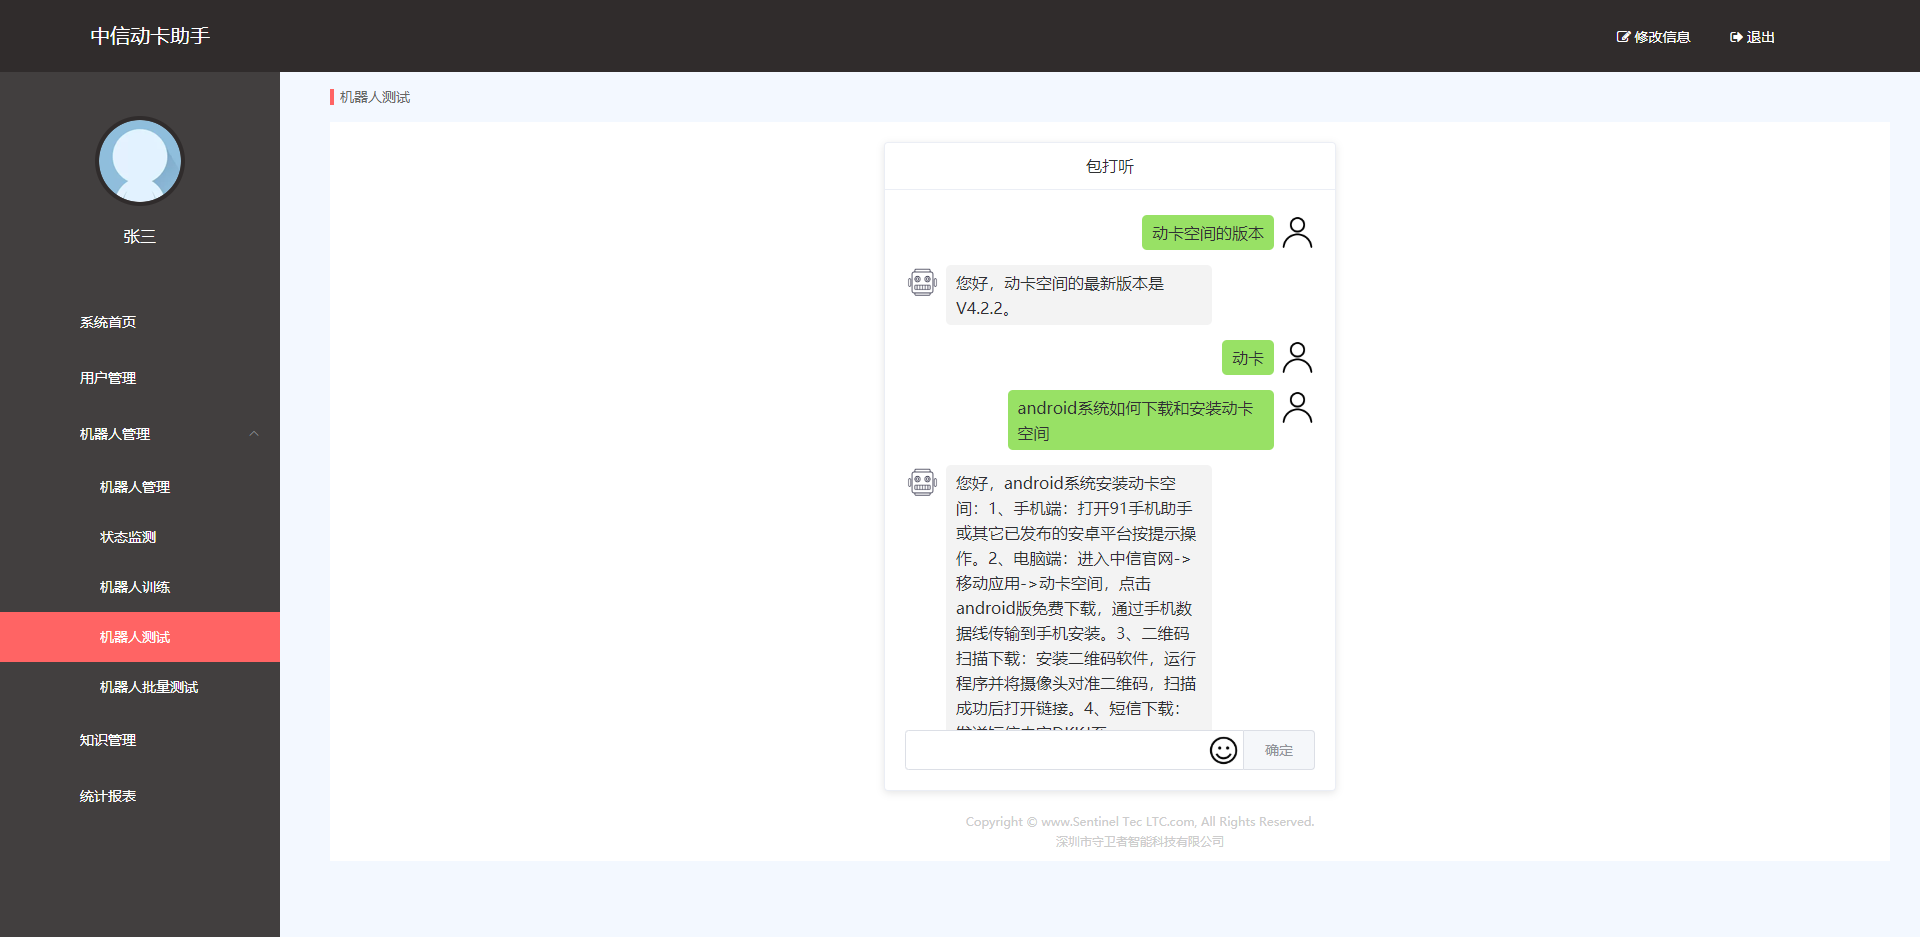 中信动卡助手
修改信息
退出
张三
系统首页
用户管理
机器人管理
机器人管理
状态监测
机器人训练
机器人测试
机器人批量测试
知识管理
统计报表
机器人测试
包打听
动卡空间的版本
您好，动卡空间的最新版本是
V4.2.2。
动卡
android系统如何下载和安装动卡
空间
您好，android系统安装动卡空
间：1、手机端：打开91手机助手
或其它已发布的安卓平台按提示操
作。2、电脑端：进入中信官网->
移动应用->动卡空间，点击
android版免费下载，通过手机数
据线传输到手机安装。3、二维码
扫描下载：安装二维码软件，运行
程序并将摄像头对准二维码，扫描
成功后打开链接。4、短信下载：
确定
Copyright © www.Sentinel Tec LTC.com, All Rights Reserved.
深圳市守卫者智能科技有限公司